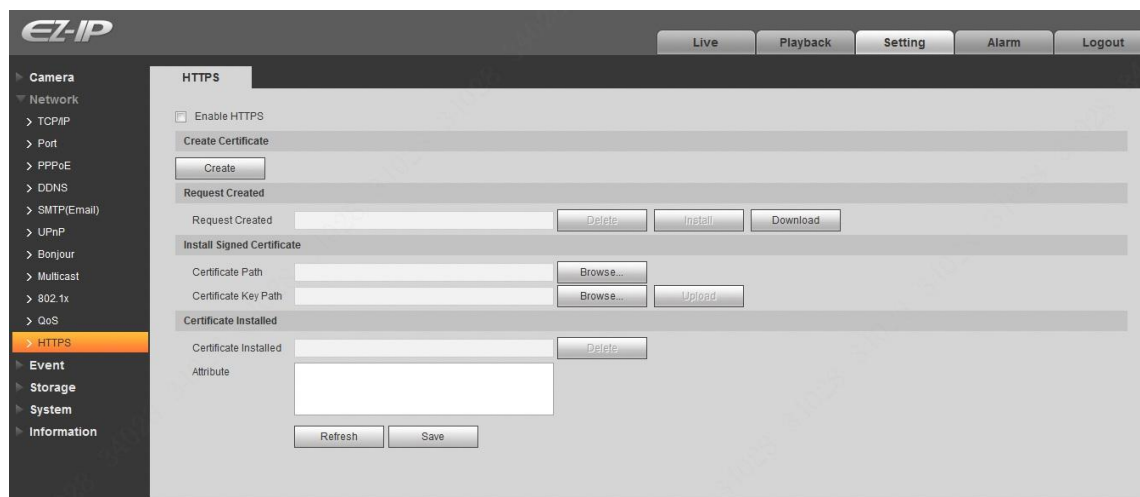 EZ-IP
Live Playback Setting Alarm Logout
Camera
Network
TCP/IP
Port
PPPoE
DDNS
SMTP(Email)
UPnP
Bonjour
Multicast
802.1x
QoS
HTTPS
Event
Storage
System
Information
HTTPS
Enable HTTPS
Create Certificate
Create
Request Created
Request Created Delete Install Download
Install Signed Certificate
Certificate Path Browse...
Certificate Key Path Browse... Upload
Certificate Installed
Certificate Installed Delete
Attribute
Refresh Save